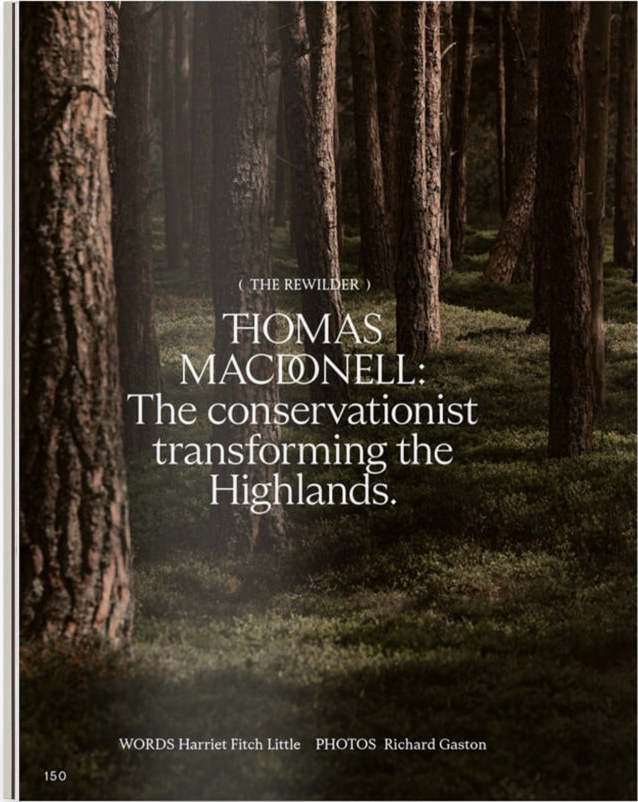 ( THE REWILDER )
THOMAS
MACDONELL:
The conservationist
transforming the
Highlands.
WORDS Harriet Fitch Little PHOTOS Richard Gaston
150